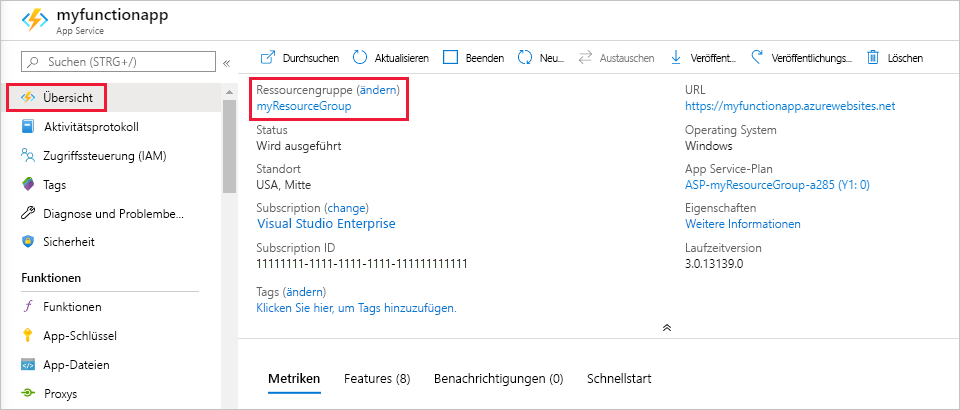 myfunctionapp
App Service
Suchen (STRG+/)
«
Durchsuchen
Aktualisieren
Beenden
Neu...
Austauschen
Veröffent...
Veröffentlichungs...
Löschen
Übersicht
Aktivitätsprotokoll
Zugriffssteuerung (IAM)
Tags
Diagnose und Problembe...
Sicherheit
Funktionen
Funktionen
App-Schlüssel
App-Dateien
Proxys
Ressourcengruppe (ändern)
myResourceGroup
Status
Wird ausgeführt
Standort
USA, Mitte
Subscription (change)
Visual Studio Enterprise
Subscription ID
11111111-1111-1111-1111-111111111111
Tags (ändern)
Klicken Sie hier, um Tags hinzuzufügen.
URL
https://myfunctionapp.azurewebsites.net
Operating System
Windows
App Service-Plan
ASP-myResourceGroup-a285 (Y1: 0)
Eigenschaften
Weitere Informationen
Laufzeitversion
3.0.13139.0
Metriken
Features (8)
Benachrichtigungen (0)
Schnellstart